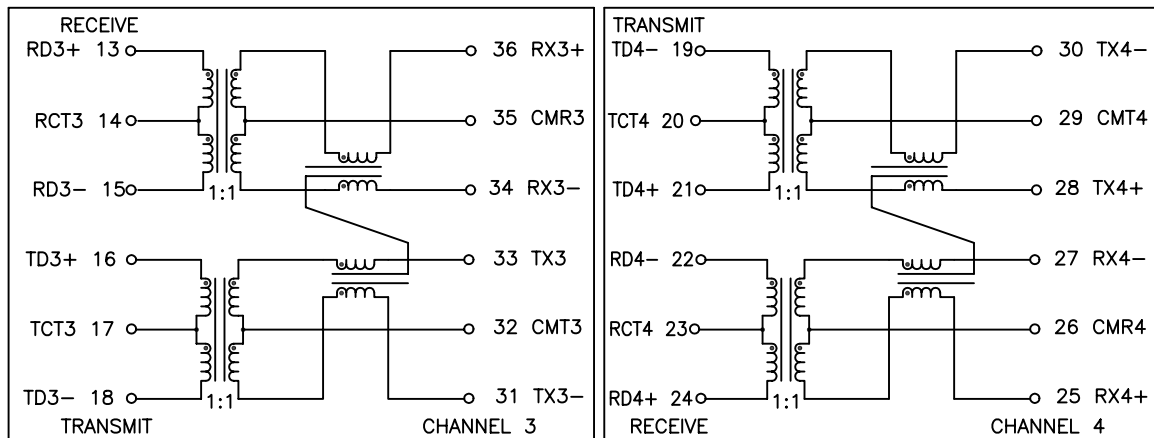 RECEIVE
RD3+ 13 36 RX3+
RCT3 14 35 CMR3
RD3- 15 1:1 34 RX3-
TD3+ 16 33 TX3
TCT3 17 32 CMT3
TD3- 18 1:1 31 TX3-
TRANSMIT CHANNEL 3
TRANSMIT
TD4- 19 30 TX4-
TCT4 20 29 CMT4
TD4+ 21 1:1 28 TX4+
RD4- 22 27 RX4-
RCT4 23 26 CMR4
RD4+ 24 1:1 25 RX4+
RECEIVE CHANNEL 4